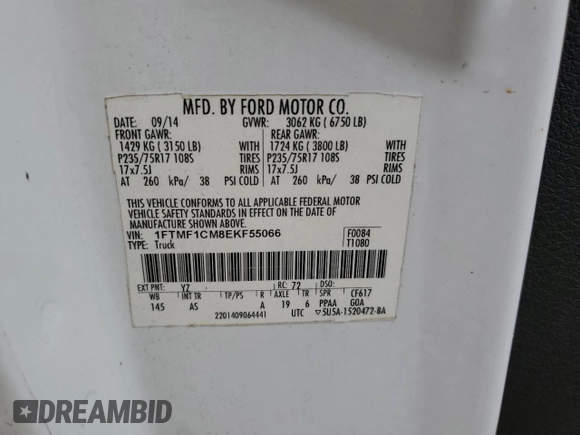 MFD. BY FORD MOTOR CO.
DATE: 09/14 GVWR: 3062 KG ( 6750 LB)
FRONT GAWR: REAR GAWR:
1429 KG ( 3150 LB) WITH 1724 KG ( 3800 LB) WITH
P235/75R17 108S TIRES P235/75R17 108S TIRES
17x7.5J RIMS 17x7.5J RIMS
AT 260 kPa/ 38 PSI COLD AT 260 kPa/ 38 PSI COLD
THIS VEHICLE CONFORMS TO ALL APPLICABLE FEDERAL MOTOR
VEHICLE SAFETY STANDARDS IN EFFECT ON THE DATE OF
MANUFACTURE SHOWN ABOVE.
VIN: 1FTMF1CM8EKF55066 F0084
TYPE: Truck T1080
EXT PNT: YZ RC: 72 DSO:
WB INT TR TP/PS R AXLE TR SPR CF617
145 AS A 19 6 PPAA GOA
2201409064441 UTC ▽5U5A-1520472-BA
DREAMBID